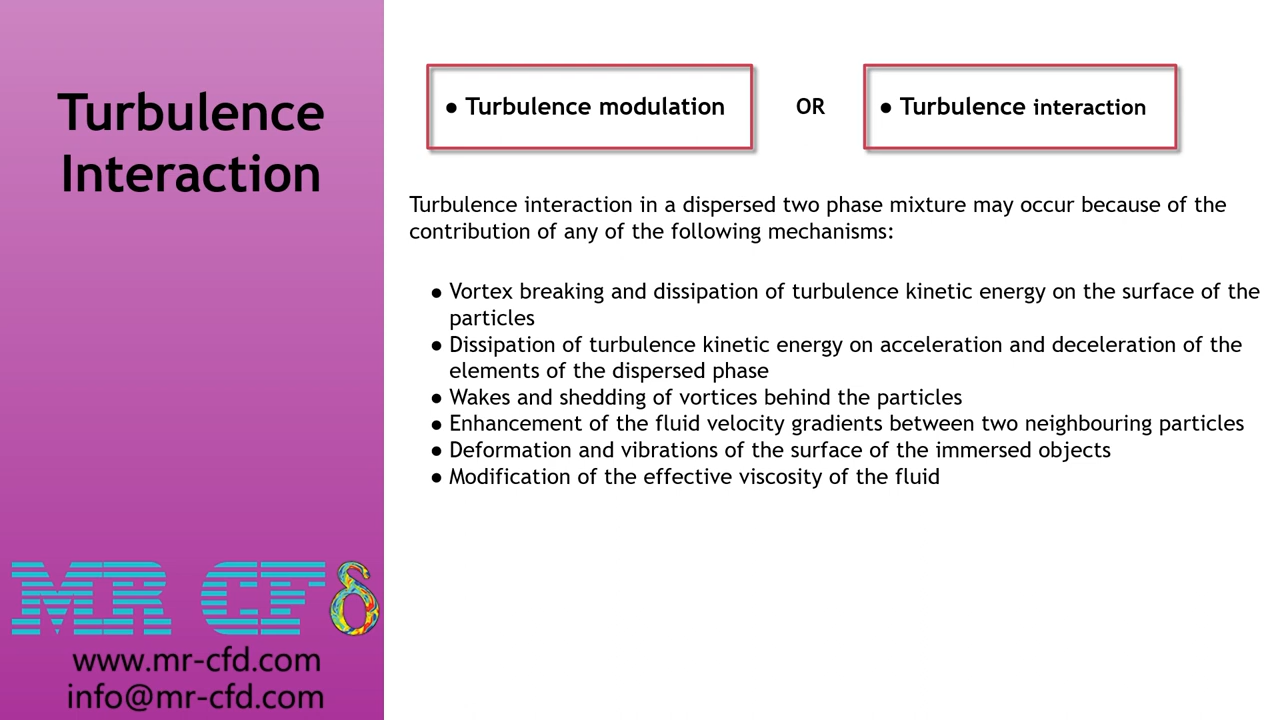 Turbulence
Interaction
● Turbulence modulation
OR
● Turbulence interaction
Turbulence interaction in a dispersed two phase mixture may occur because of the
contribution of any of the following mechanisms:
● Vortex breaking and dissipation of turbulence kinetic energy on the surface of the
particles
● Dissipation of turbulence kinetic energy on acceleration and deceleration of the
elements of the dispersed phase
● Wakes and shedding of vortices behind the particles
● Enhancement of the fluid velocity gradients between two neighbouring particles
● Deformation and vibrations of the surface of the immersed objects
● Modification of the effective viscosity of the fluid
MR CFδ
www.mr-cfd.com
info@mr-cfd.com